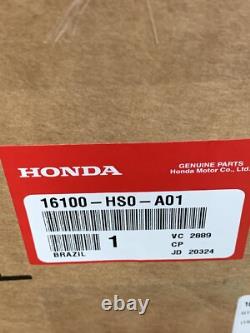 HONDA
GENUINE PARTS
Honda Motor Co., Ltd.
16100-HS0-A01
1
VC 2889
CP
BRAZIL
JD 20324